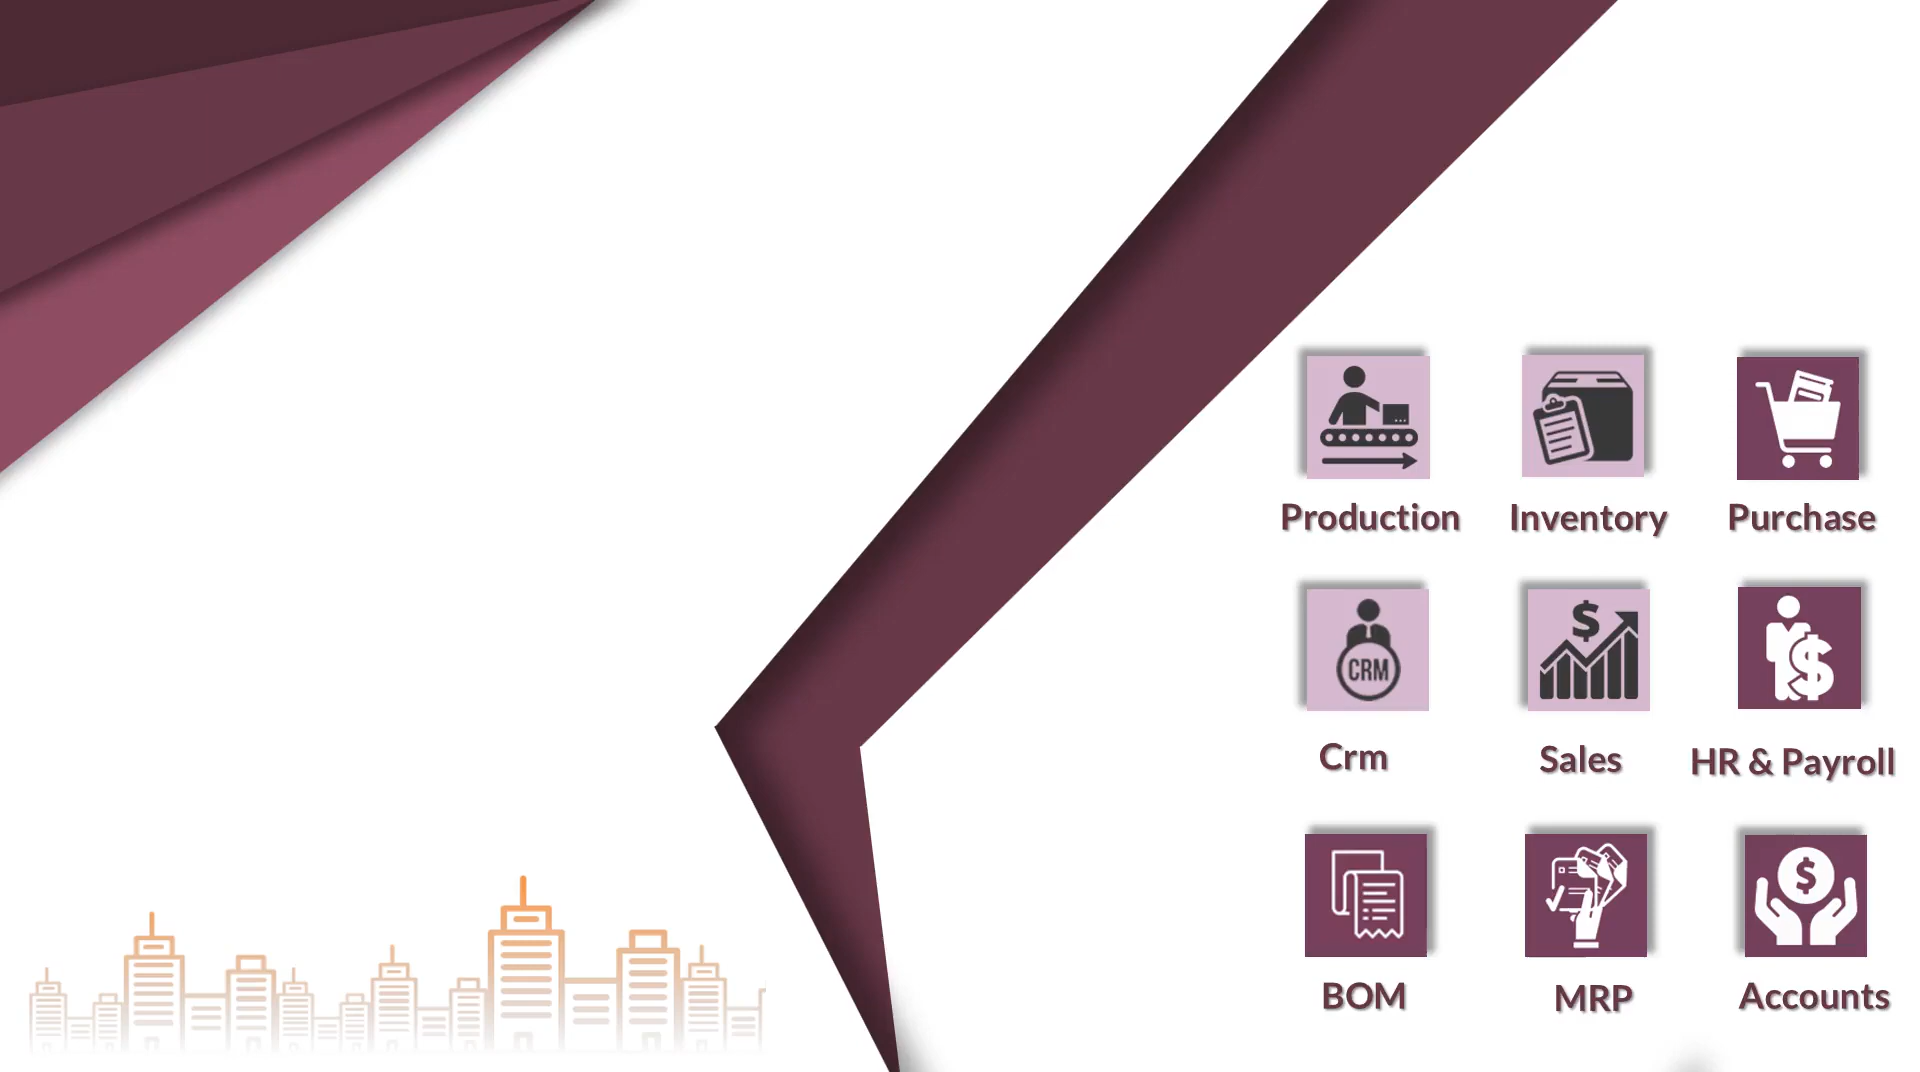 Production Inventory Purchase
CRM
Crm Sales HR & Payroll
BOM MRP Accounts